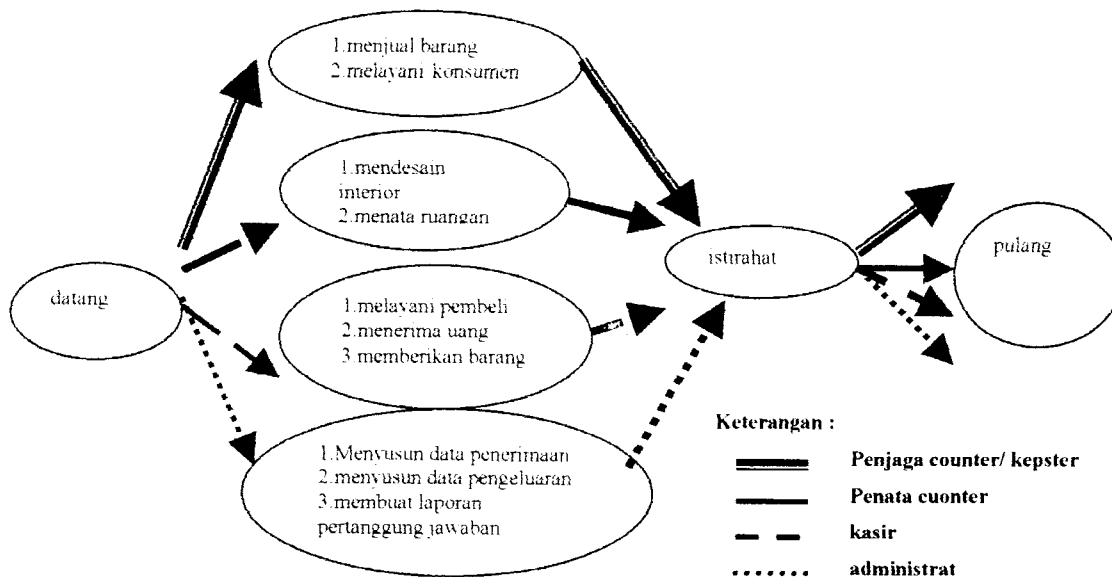 1.menjual barang
2.melayani konsumen
1.mendesain
interior
2.menata ruangan
datang
istirahat
pulang
1.melayani pembeli
2.menerima uang
3.memberikan barang
1.Menyusun data penerimaan
2.menyusun data pengeluaran
3.membuat laporan
pertanggung jawaban
Keterangan :
Penjaga counter/ kepster
Penata cuonter
kasir
administrat